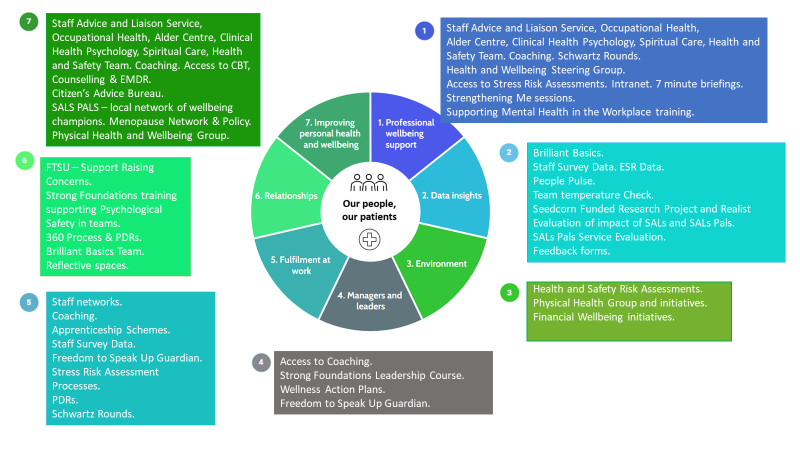 7
Staff Advice and Liaison Service,
Occupational Health, Alder Centre, Clinical
Health Psychology, Spiritual Care, Health
and Safety Team. Coaching. Access to CBT,
Counselling & EMDR.
Citizen's Advice Bureau.
SALS PALS – local network of wellbeing
champions. Menopause Network & Policy.
Physical Health and Wellbeing Group.
1
Staff Advice and Liaison Service, Occupational Health,
Alder Centre, Clinical Health Psychology, Spiritual Care, Health and
Safety Team. Coaching. Schwartz Rounds.
Health and Wellbeing Steering Group.
Access to Stress Risk Assessments. Intranet. 7 minute briefings.
Strengthening Me sessions.
Supporting Mental Health in the Workplace training.
7. Improving
personal health
and wellbeing
1. Professional
wellbeing
support
6. Relationships
2. Data insights
Our people,
our patients
5. Fulfilment at
work
3. Environment
4. Managers and
leaders
6
FTSU – Support Raising
Concerns.
Strong Foundations training
supporting Psychological
Safety in teams.
360 Process & PDRs.
Brilliant Basics Team.
Reflective spaces.
2
Brilliant Basics.
Staff Survey Data. ESR Data.
People Pulse.
Team temperature Check.
Seedcorn Funded Research Project and Realist
Evaluation of impact of SALs and SALs Pals.
SALs Pals Service Evaluation.
Feedback forms.
3
Health and Safety Risk Assessments.
Physical Health Group and initiatives.
Financial Wellbeing initiatives.
5
Staff networks.
Coaching.
Apprenticeship Schemes.
Staff Survey Data.
Freedom to Speak Up Guardian.
Stress Risk Assessment
Processes.
PDRs.
Schwartz Rounds.
4
Access to Coaching.
Strong Foundations Leadership Course.
Wellness Action Plans.
Freedom to Speak Up Guardian.